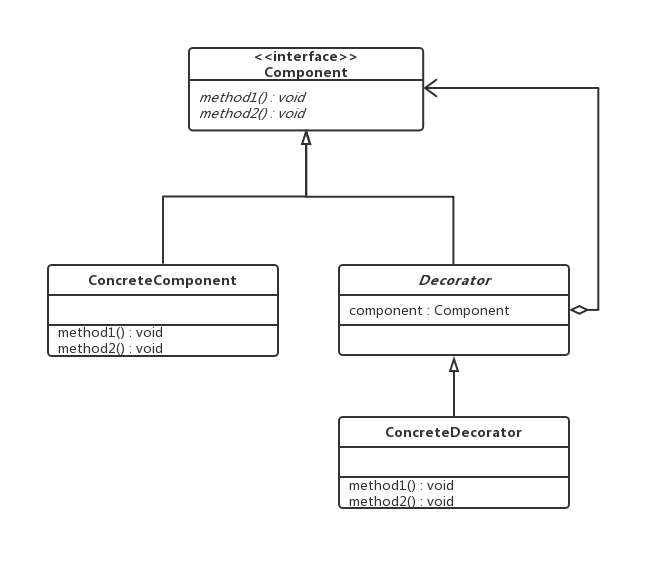 <<interface>>
Component
method1() : void
method2() : void
ConcreteComponent
method1() : void
method2() : void
Decorator
component : Component
ConcreteDecorator
method1() : void
method2() : void